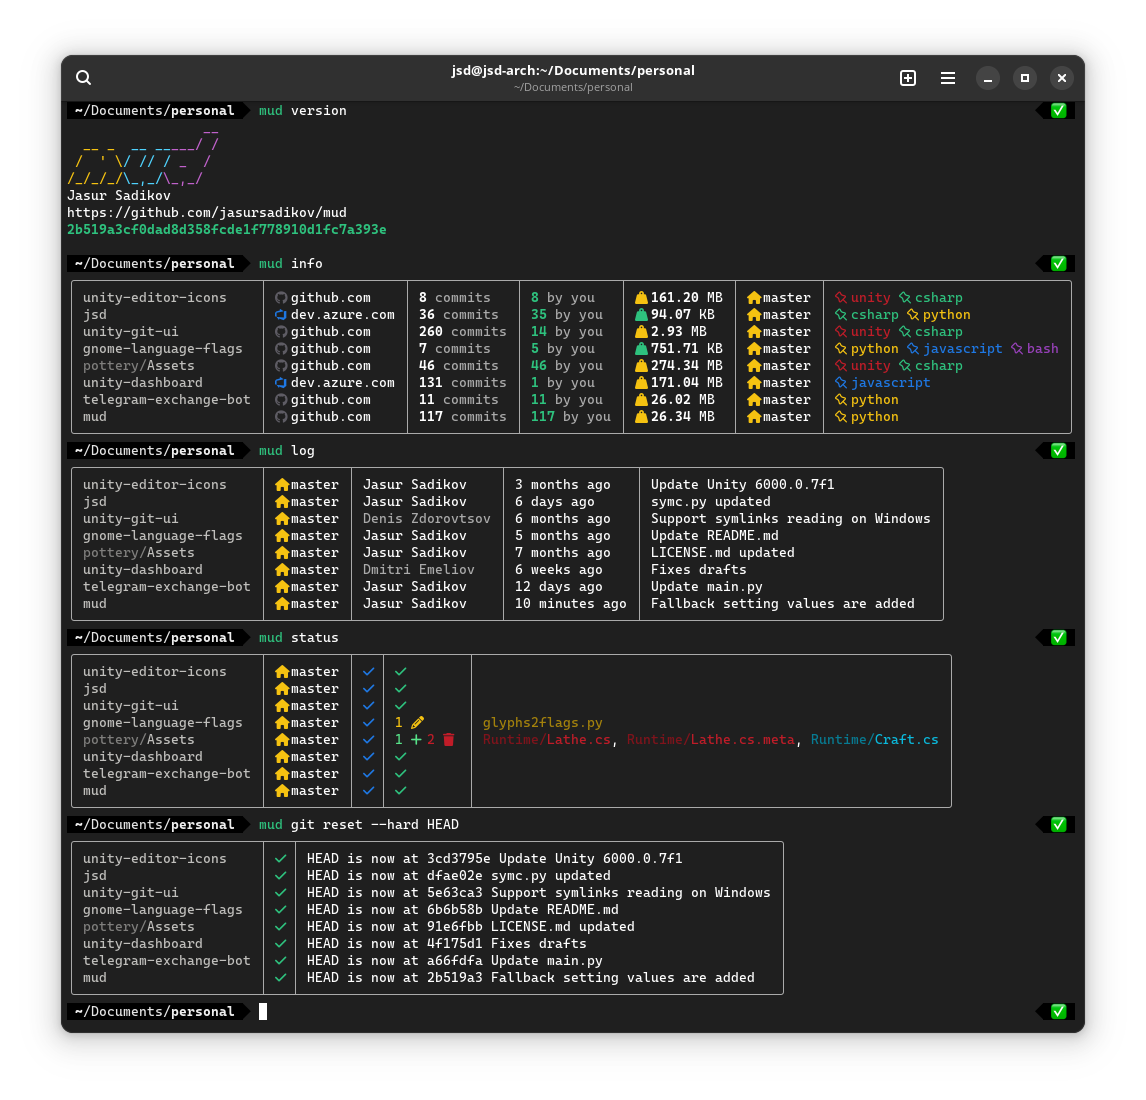 jsd@jsd-arch:~/Documents/personal
~/Documents/personal
~/Documents/personal mud version
Jasur Sadikov
https://github.com/jasursadikov/mud
2b519a3cf0dad8d358fcde1f778910d1fc7a393e
~/Documents/personal mud info
unity-editor-icons github.com 8 commits 8 by you 161.20 MB master unity csharp
jsd dev.azure.com 36 commits 35 by you 94.07 KB master csharp python
unity-git-ui github.com 260 commits 14 by you 2.93 MB master unity csharp
gnome-language-flags github.com 7 commits 5 by you 751.71 KB master python javascript bash
pottery/Assets github.com 46 commits 46 by you 274.34 MB master unity csharp
unity-dashboard dev.azure.com 131 commits 1 by you 171.04 MB master javascript
telegram-exchange-bot github.com 11 commits 11 by you 26.02 MB master python
mud github.com 117 commits 117 by you 26.34 MB master python
~/Documents/personal mud log
unity-editor-icons master Jasur Sadikov 3 months ago Update Unity 6000.0.7f1
jsd master Jasur Sadikov 6 days ago symc.py updated
unity-git-ui master Denis Zdorovtsov 6 months ago Support symlinks reading on Windows
gnome-language-flags master Jasur Sadikov 5 months ago Update README.md
pottery/Assets master Jasur Sadikov 7 months ago LICENSE.md updated
unity-dashboard master Dmitri Emeliov 6 weeks ago Fixes drafts
telegram-exchange-bot master Jasur Sadikov 12 days ago Update main.py
mud master Jasur Sadikov 10 minutes ago Fallback setting values are added
~/Documents/personal mud status
unity-editor-icons master
jsd master
unity-git-ui master
gnome-language-flags master 1 glyphs2flags.py
pottery/Assets master 1 + 2 Runtime/Lathe.cs, Runtime/Lathe.cs.meta, Runtime/Craft.cs
unity-dashboard master
telegram-exchange-bot master
mud master
~/Documents/personal mud git reset --hard HEAD
unity-editor-icons HEAD is now at 3cd3795e Update Unity 6000.0.7f1
jsd HEAD is now at dfae02e symc.py updated
unity-git-ui HEAD is now at 5e63ca3 Support symlinks reading on Windows
gnome-language-flags HEAD is now at 6b6b58b Update README.md
pottery/Assets HEAD is now at 91e6fbb LICENSE.md updated
unity-dashboard HEAD is now at 4f175d1 Fixes drafts
telegram-exchange-bot HEAD is now at a66fdfa Update main.py
mud HEAD is now at 2b519a3 Fallback setting values are added
~/Documents/personal